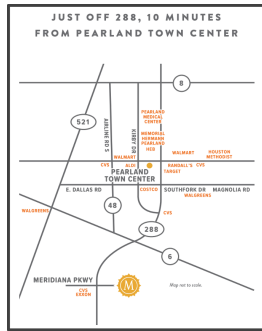 JUST OFF 288, 10 MINUTES
FROM PEARLAND TOWN CENTER
8
PEARLAND
MEDICAL
CENTER
521
AIRLINE RD S
KIRBY DR
MEMORIAL
HERMANN
PEARLAND
HEB
WALMART
WALMART
HOUSTON
METHODIST
CVS
ALDI
RANDALL'S
CVS
TARGET
PEARLAND
TOWN CENTER
E. DALLAS RD
COSTCO
SOUTHFORK DR
MAGNOLIA RD
WALGREENS
WALGREENS
48
CVS
288
6
MERIDIANA PKWY
M
CVS
EXXON
Map not to scale.